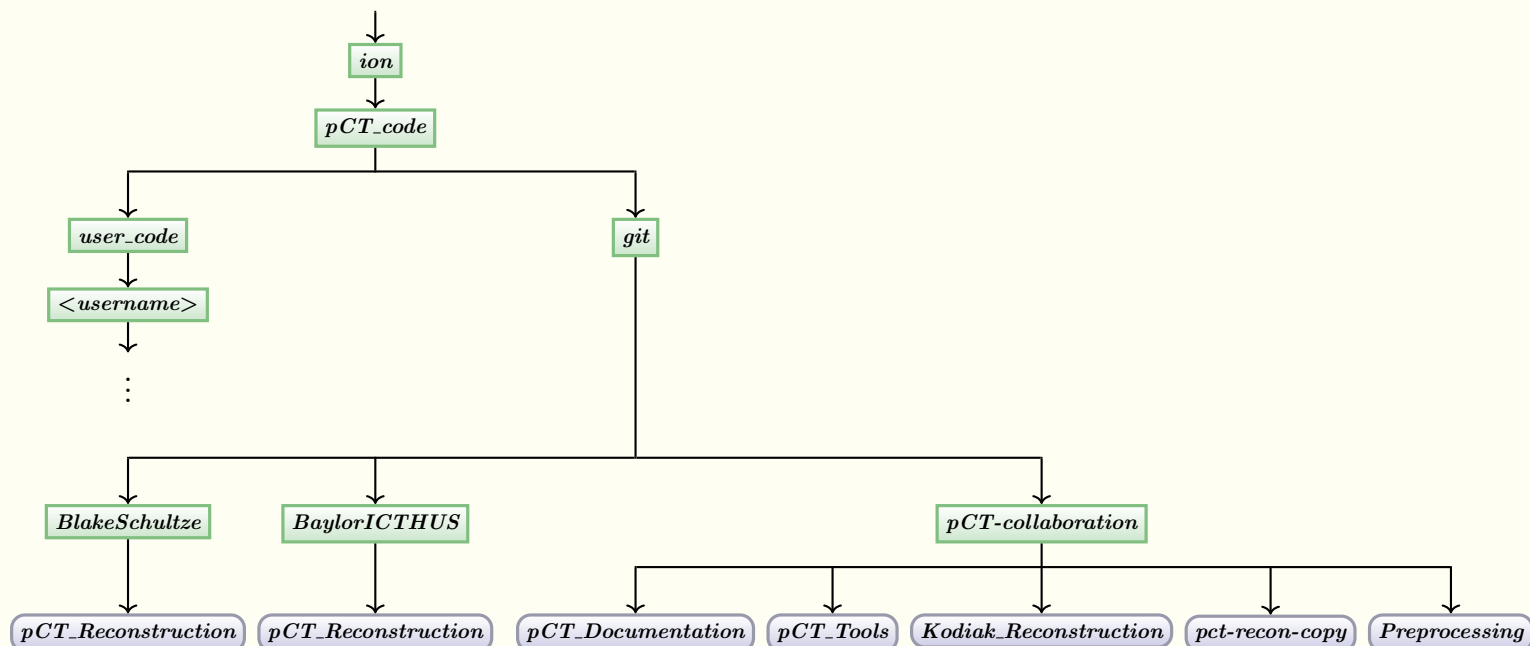 ion
pCT_code
user_code
git
<username>
⋮
BlakeSchultze
BaylorICTHUS
pCT-collaboration
pCT_Reconstruction
pCT_Reconstruction
pCT_Documentation
pCT_Tools
Kodiak_Reconstruction
pct-recon-copy
Preprocessing